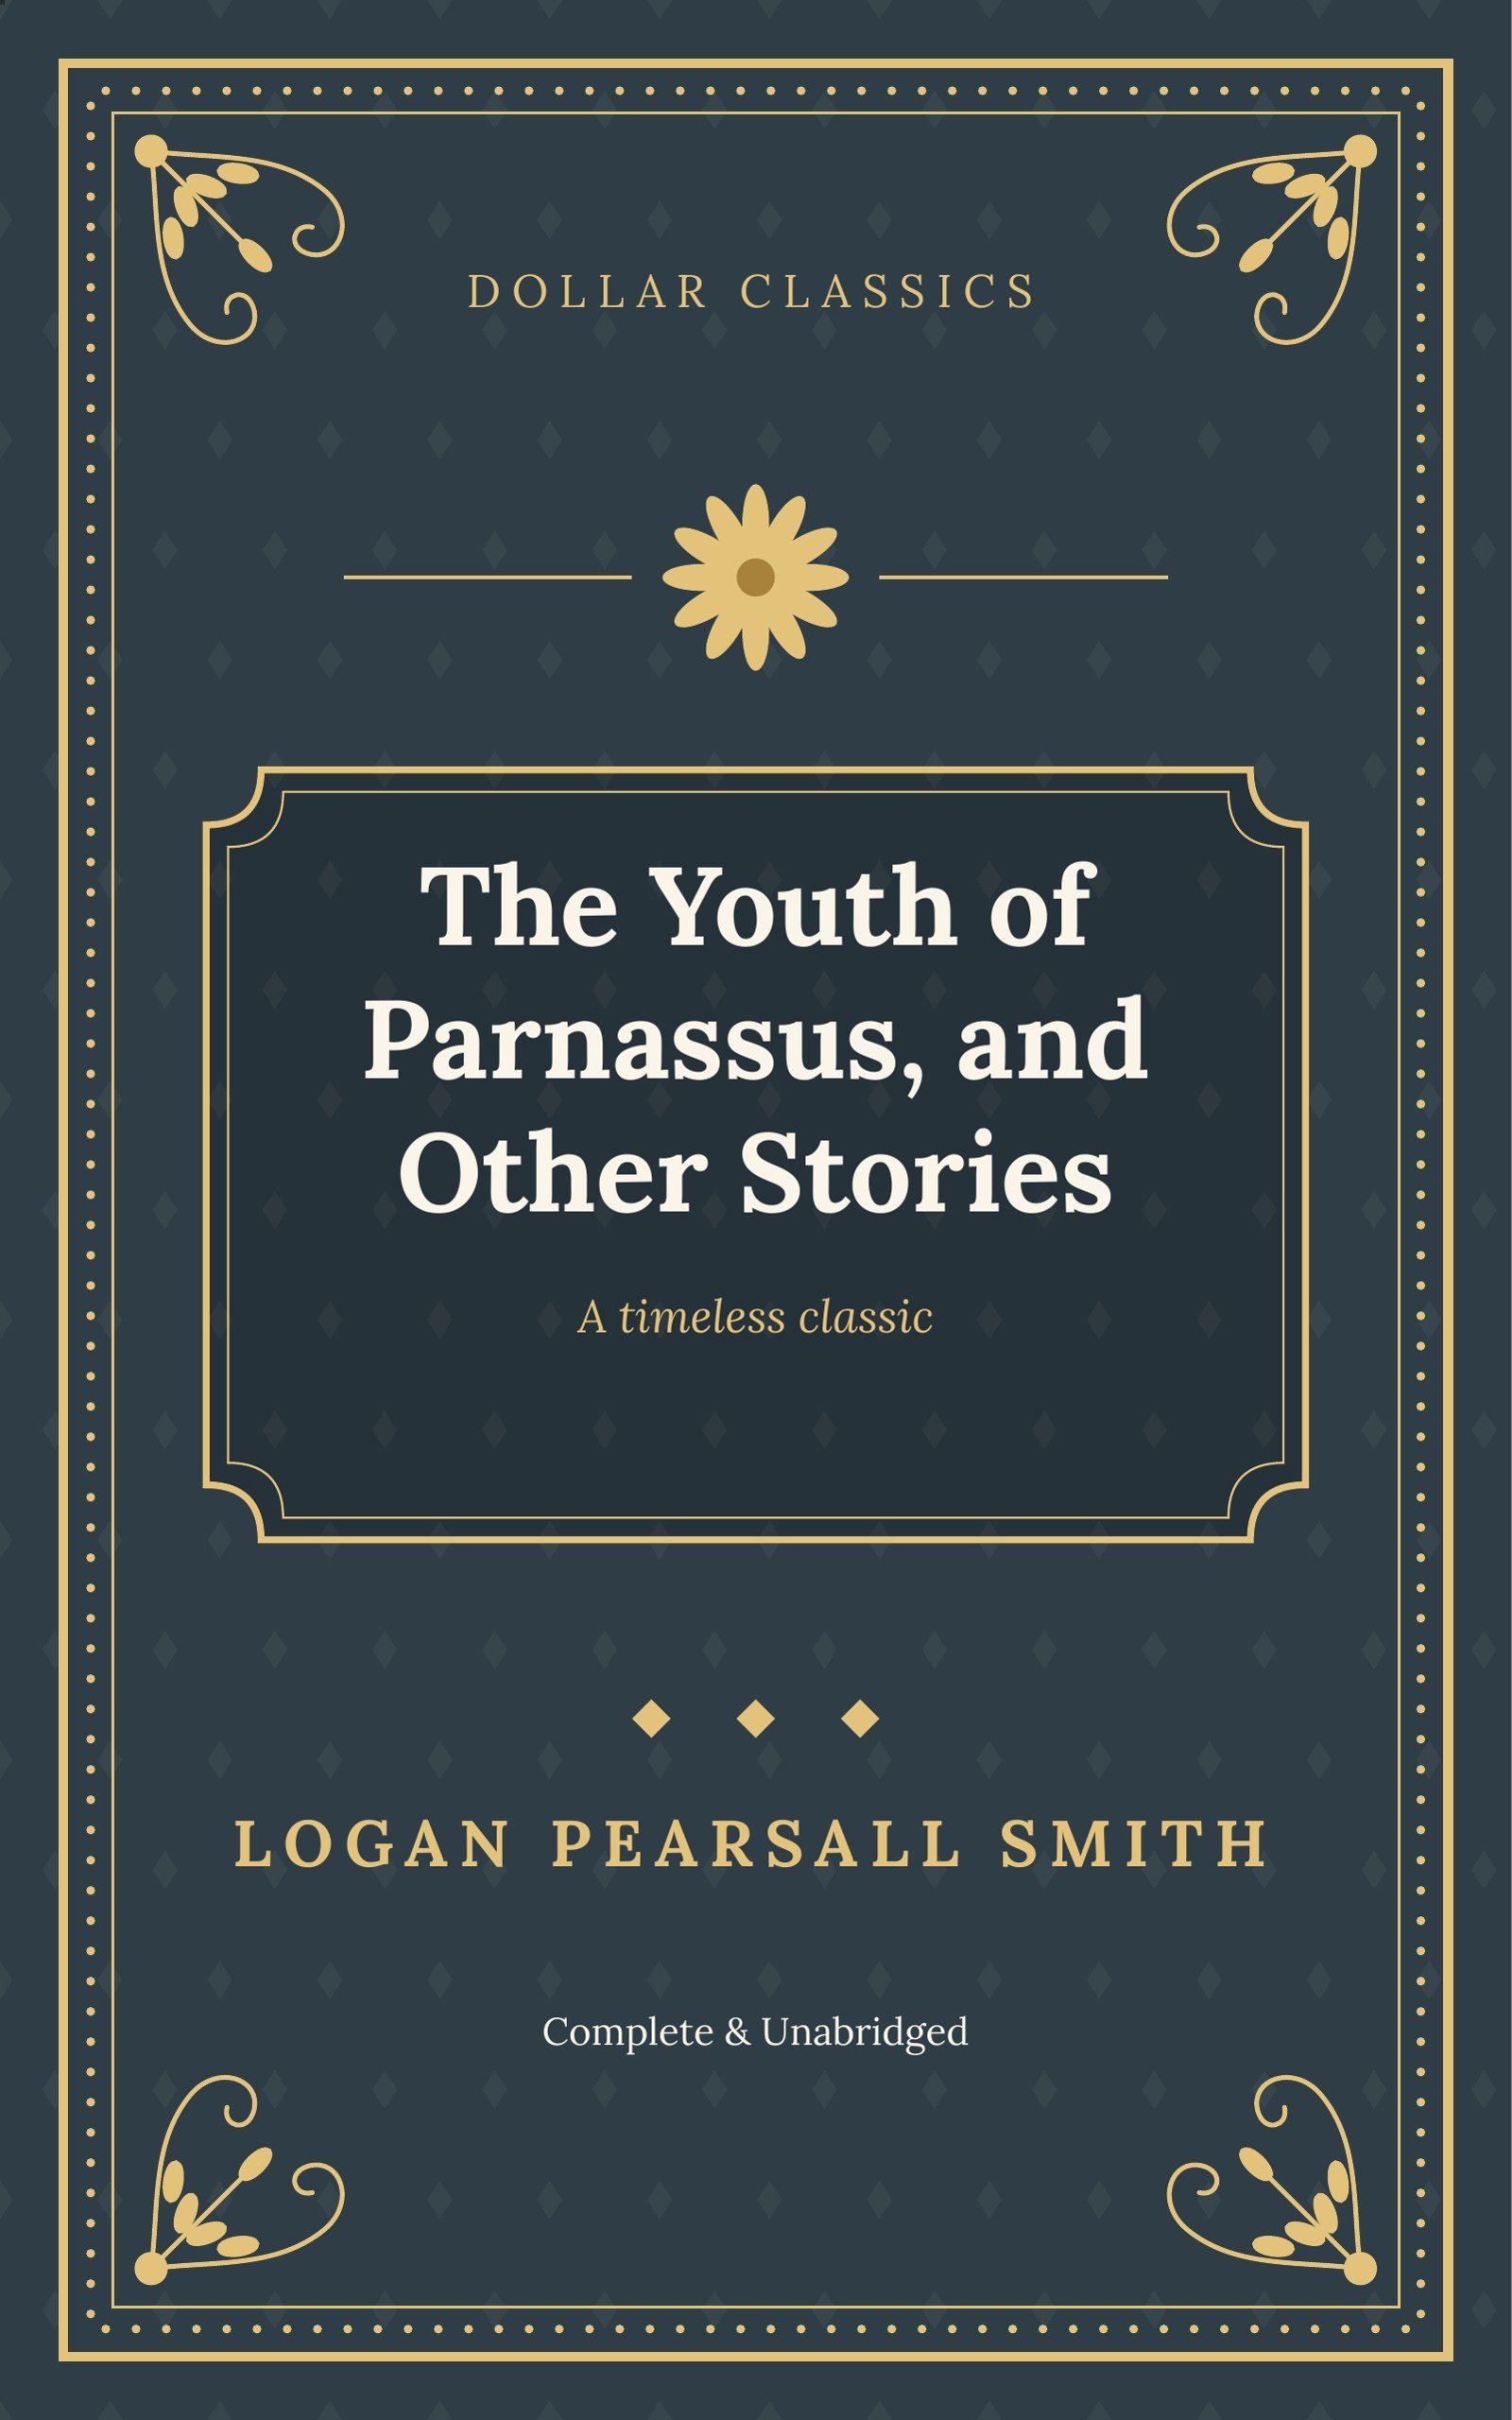 DOLLAR CLASSICS
The Youth of
Parnassus, and
Other Stories
A timeless classic
LOGAN PEARSALL SMITH
Complete & Unabridged